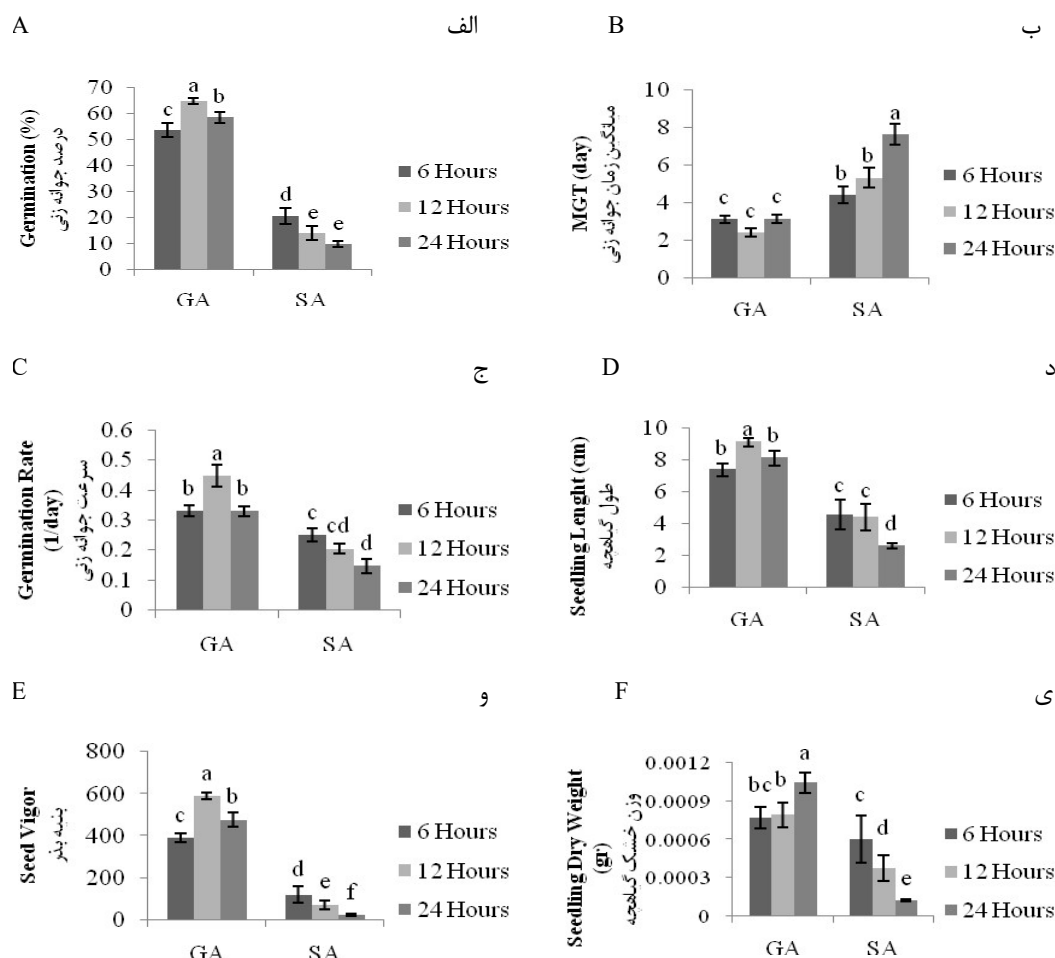 A
الف
70
60
50
40
30
20
10
0
Germination (%)
درصد جوانه زنی
c
a
b
d
e
e
GA
SA
6 Hours
12 Hours
24 Hours
B
ب
10
8
6
4
2
0
MGT (day)
میانگین زمان جوانه زنی
c
c
c
b
b
a
GA
SA
6 Hours
12 Hours
24 Hours
C
ج
0.6
0.5
0.4
0.3
0.2
0.1
0
Germination Rate
(1/day)
سرعت جوانه زنی
b
a
b
c
cd
d
GA
SA
6 Hours
12 Hours
24 Hours
D
د
10
8
6
4
2
0
Seedling Lenght (cm)
طول گیاهچه
b
a
b
c
c
d
GA
SA
6 Hours
12 Hours
24 Hours
E
و
800
600
400
200
0
Seed Vigor
بنیه بذر
c
a
b
d
e
f
GA
SA
6 Hours
12 Hours
24 Hours
F
ی
0.0012
0.0009
0.0006
0.0003
0
Seedling Dry Weight
(gr)
وزن خشک گیاهچه
bc
b
a
c
d
e
GA
SA
6 Hours
12 Hours
24 Hours